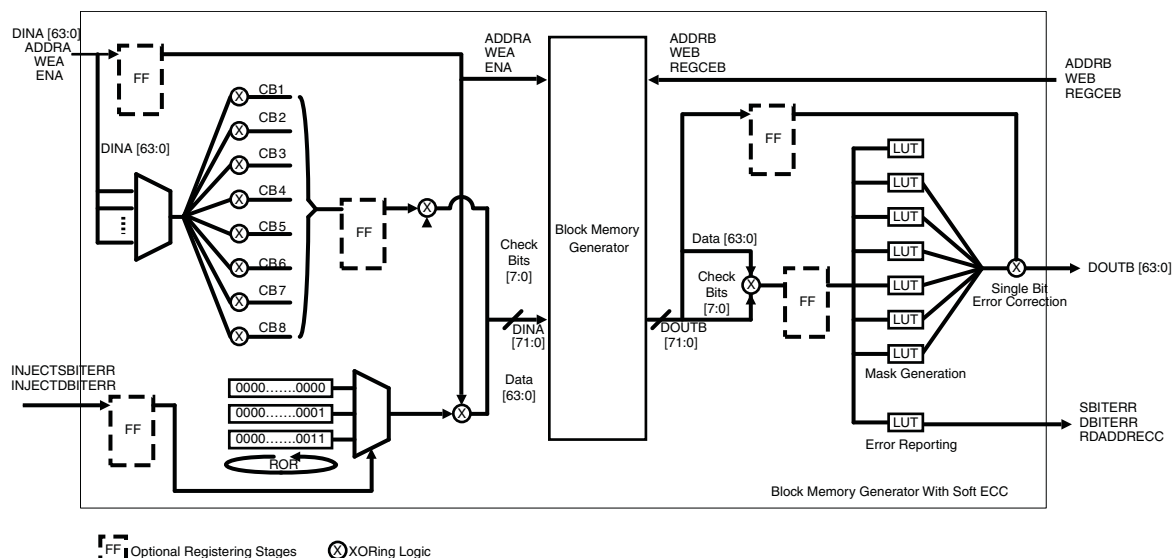 DINA [63:0]
ADDRA
WEA
ENA
FF
DINA [63:0]
CB1
CB2
CB3
CB4
CB5
CB6
CB7
CB8
X
X
X
X
X
X
X
X
FF
X
ADDRA
WEA
ENA
Check
Bits
[7:0]
DINA
[71:0]
Data
[63:0]
INJECTSBITERR
INJECTDBITERR
FF
0000.......0000
0000.......0001
0000.......0011
ROR
X
Block Memory
Generator
ADDRB
WEB
REGCEB
ADDRB
WEB
REGCEB
FF
Data [63:0]
Check
Bits
[7:0]
X
DOUTB
[71:0]
FF
LUT
LUT
LUT
LUT
LUT
LUT
LUT
Mask Generation
LUT
Error Reporting
X
Single Bit
Error Correction
DOUTB [63:0]
SBITERR
DBITERR
RDADDRECC
Block Memory Generator With Soft ECC
FF Optional Registering Stages
X XORing Logic